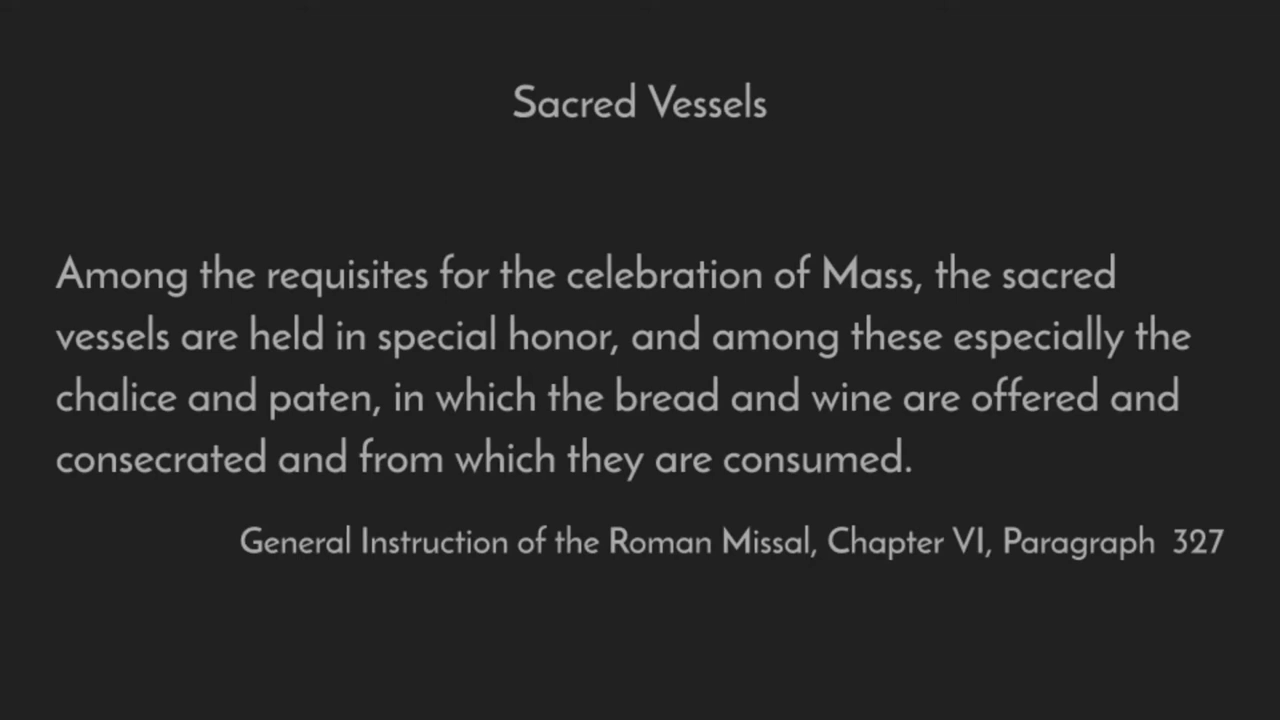 Sacred Vessels
Among the requisites for the celebration of Mass, the sacred
vessels are held in special honor, and among these especially the
chalice and paten, in which the bread and wine are offered and
consecrated and from which they are consumed.
General Instruction of the Roman Missal, Chapter VI, Paragraph 327